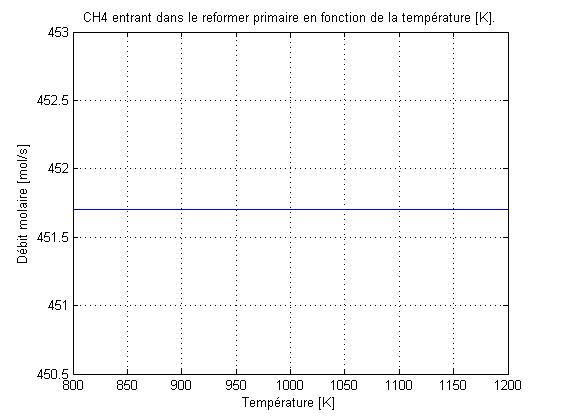 CH4 entrant dans le reformer primaire en fonction de la température [K].
453
452.5
452
451.5
451
450.5
Débit molaire [mol/s]
800 850 900 950 1000 1050 1100 1150 1200
Température [K]